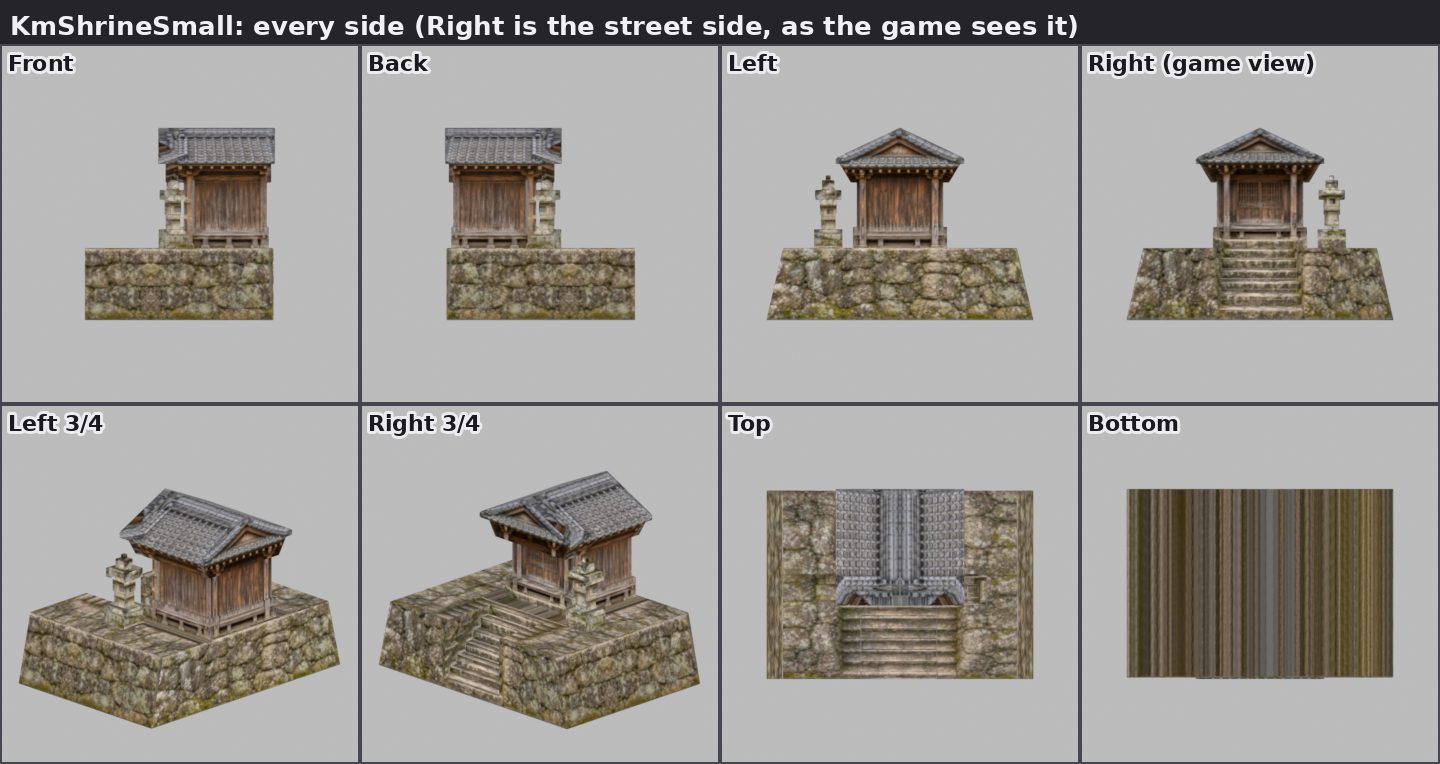 KmShrineSmall: every side (Right is the street side, as the game sees it)
Front
Back
Left
Right (game view)
Left 3/4
Right 3/4
Top
Bottom